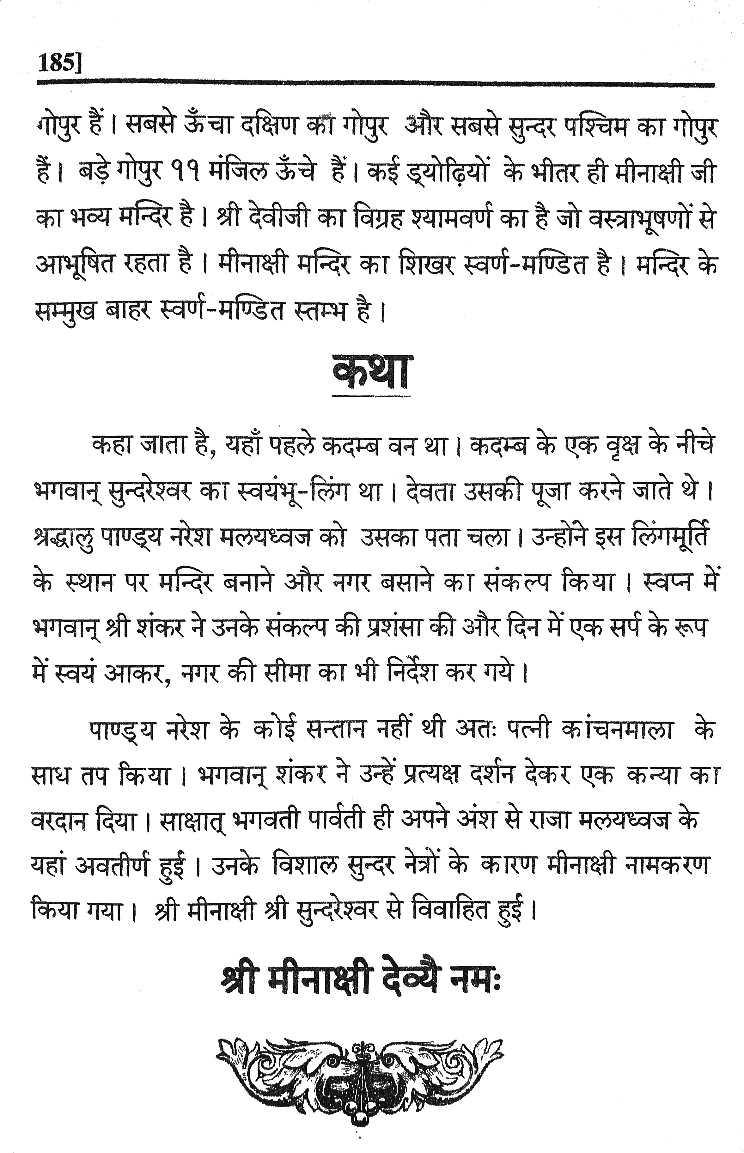 185]
गोपुर हैं। सबसे ऊँचा दक्षिण का गोपुर और सबसे सुन्दर पश्चिम का गोपुर
हैं। बड़े गोपुर ११ मंजिल ऊँचे हैं। कई ड्योढ़ियों के भीतर ही मीनाक्षी जी
का भव्य मन्दिर है। श्री देवीजी का विग्रह श्यामवर्ण का है जो वस्त्राभूषणों से
आभूषित रहता है। मीनाक्षी मन्दिर का शिखर स्वर्ण-मण्डित है। मन्दिर के
सम्मुख बाहर स्वर्ण-मण्डित स्तम्भ है।
कथा
कहा जाता है, यहाँ पहले कदम्ब वन था। कदम्ब के एक वृक्ष के नीचे
भगवान् सुन्दरेश्वर का स्वयंभू-लिंग था। देवता उसकी पूजा करने जाते थे।
श्रद्धालु पाण्ड्य नरेश मलयध्वज को उसका पता चला। उन्होंने इस लिंगमूर्ति
के स्थान पर मन्दिर बनाने और नगर बसाने का संकल्प किया। स्वप्न में
भगवान् श्री शंकर ने उनके संकल्प की प्रशंसा की और दिन में एक सर्प के रूप
में स्वयं आकर, नगर की सीमा का भी निर्देश कर गये।
पाण्ड्य नरेश के कोई सन्तान नहीं थी अतः पत्नी कांचनमाला के
साध तप किया। भगवान् शंकर ने उन्हें प्रत्यक्ष दर्शन देकर एक कन्या का
वरदान दिया। साक्षात् भगवती पार्वती ही अपने अंश से राजा मलयध्वज के
यहां अवतीर्ण हुईं। उनके विशाल सुन्दर नेत्रों के कारण मीनाक्षी नामकरण
किया गया। श्री मीनाक्षी श्री सुन्दरेश्वर से विवाहित हुईं।
श्री मीनाक्षी देव्यै नमः